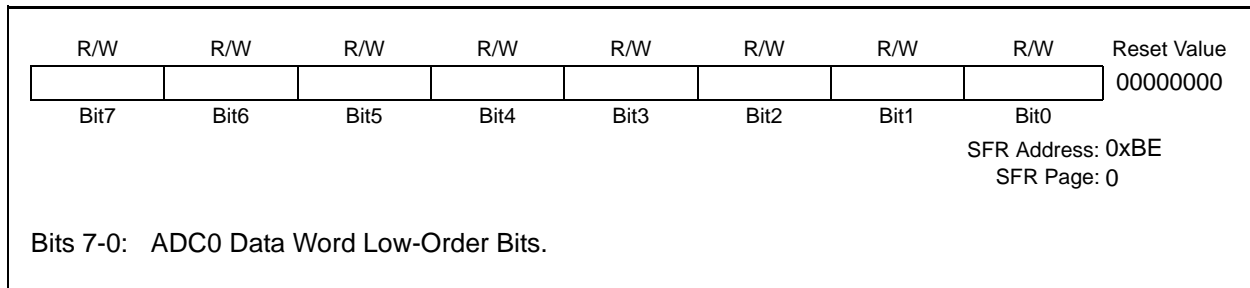 R/W R/W R/W R/W R/W R/W R/W R/W Reset Value
00000000
Bit7 Bit6 Bit5 Bit4 Bit3 Bit2 Bit1 Bit0
SFR Address: 0xBE
SFR Page: 0
Bits 7-0: ADC0 Data Word Low-Order Bits.